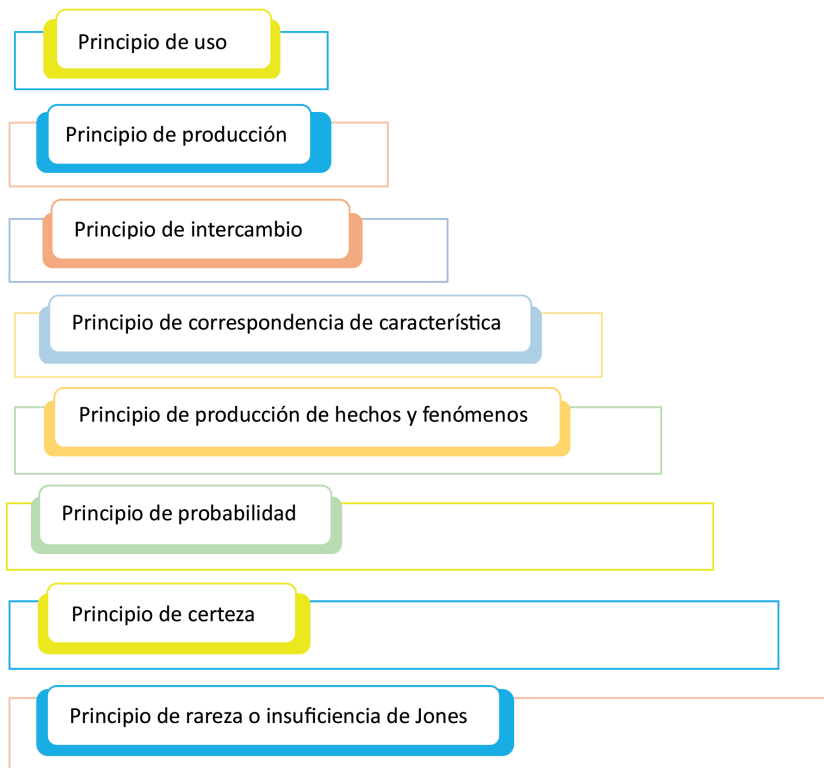 Principio de uso
Principio de producción
Principio de intercambio
Principio de correspondencia de característica
Principio de producción de hechos y fenómenos
Principio de probabilidad
Principio de certeza
Principio de rareza o insuficiencia de Jones